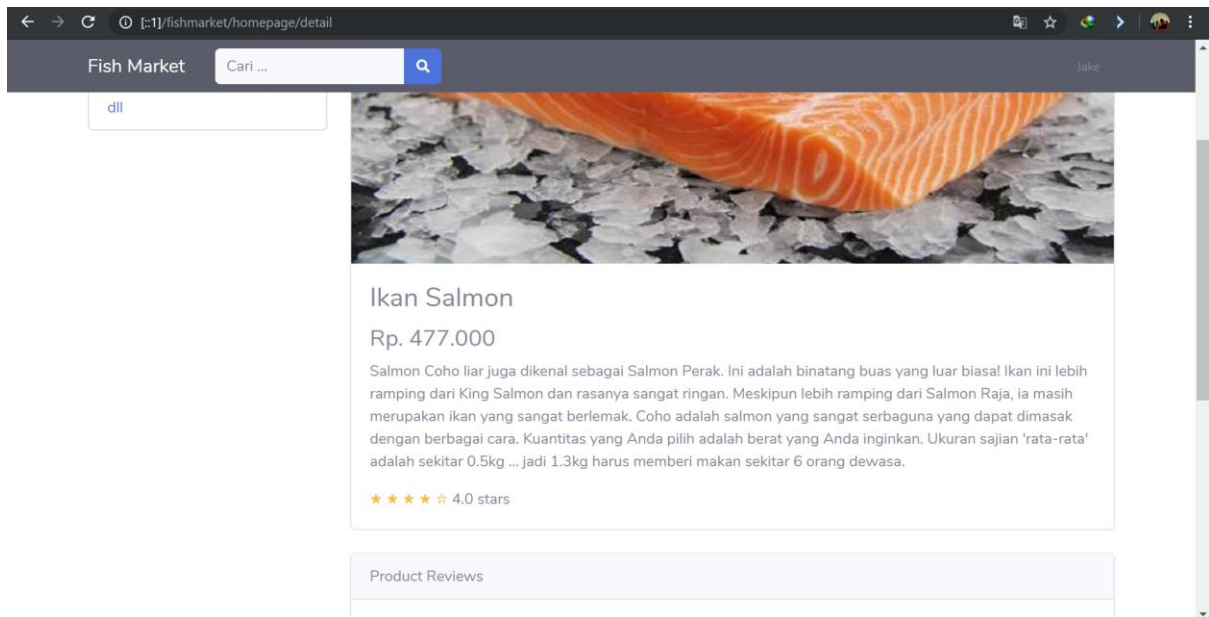 [::1]/fishmarket/homepage/detail
Fish Market
Cari ...
Jake
dll
Ikan Salmon
Rp. 477.000
Salmon Coho liar juga dikenal sebagai Salmon Perak. Ini adalah binatang buas yang luar biasa! Ikan ini lebih
ramping dari King Salmon dan rasanya sangat ringan. Meskipun lebih ramping dari Salmon Raja, ia masih
merupakan ikan yang sangat berlemak. Coho adalah salmon yang sangat serbaguna yang dapat dimasak
dengan berbagai cara. Kuantitas yang Anda pilih adalah berat yang Anda inginkan. Ukuran sajian 'rata-rata'
adalah sekitar 0.5kg ... jadi 1.3kg harus memberi makan sekitar 6 orang dewasa.
★ ★ ★ ★ ☆ 4.0 stars
Product Reviews